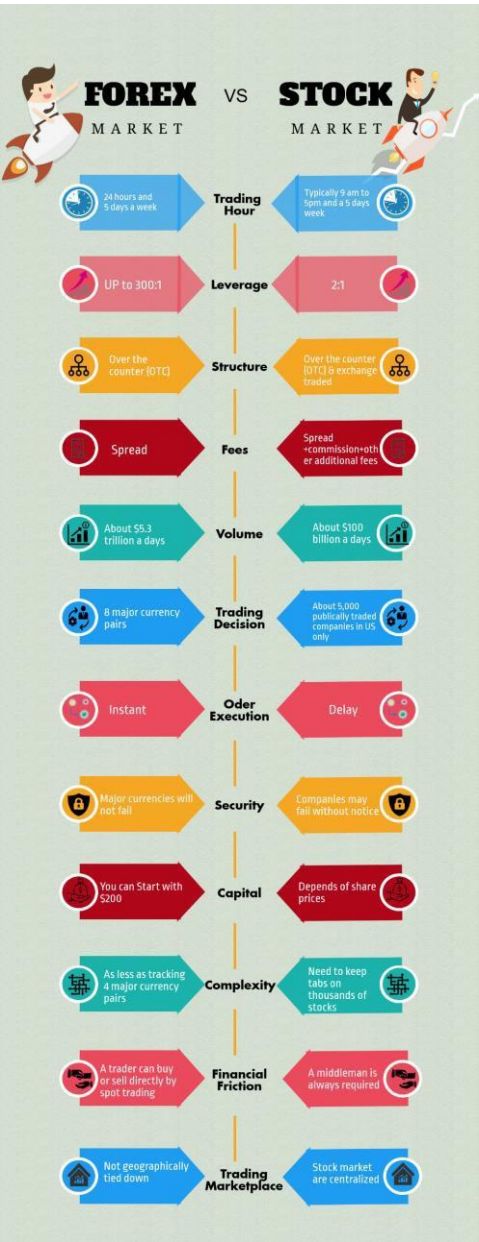 FOREX VS STOCK
MARKET MARKET
24 hours and
5 days a week
Trading
Hour
Typically 9 am to
5pm and a 5 days
week
UP to 300:1
Leverage
2:1
Over the
counter (OTC)
Structure
Over the counter
(OTC) & exchange
traded
Spread
Fees
Spread
+commission+oth
er additional fees
About $5.3
trillion a days
Volume
About $100
billion a days
8 major currency
pairs
Trading
Decision
About 5,000
publically traded
companies in US
only
Instant
Oder
Execution
Delay
Major currencies will
not fail
Security
Companies may
fail without notice
You can Start with
$200
Capital
Depends of share
prices
As less as tracking
4 major currency
pairs
Complexity
Need to keep
tabs on
thousands of
stocks
A trader can buy
or sell directly by
spot trading
Financial
Friction
A middleman is
always required
Not geographically
tied down
Trading
Marketplace
Stock market
are centralized